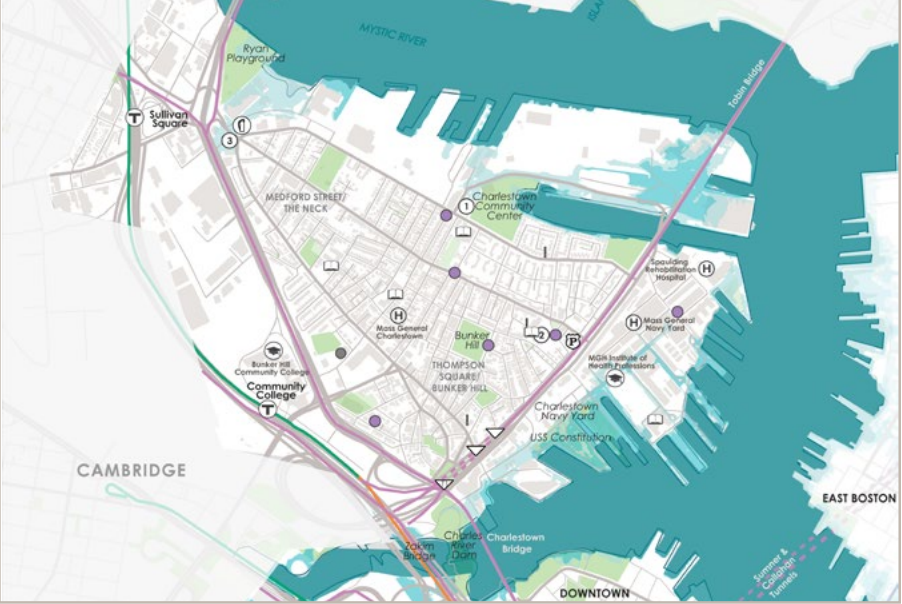 MYSTIC RIVER
Ryan
Playground
Tobin Bridge
T
Sullivan
Square
3
MEDFORD STREET/
THE NECK
1
Charlestown
Community
Center
Spaulding
Rehabilitation
Hospital
H
H
Mass General
Charlestown
H
Mass General
Navy Yard
Bunker
Hill
2
P
Bunker Hill
Community College
MGH Institute of
Health Professions
THOMPSON
SQUARE/
BUNKER HILL
Community
College
T
Charlestown
Navy Yard
USS Constitution
CAMBRIDGE
EAST BOSTON
Zakim
Bridge
Charles
River
Dam
Charlestown
Bridge
Sumner &
Callahan
Tunnels
DOWNTOWN